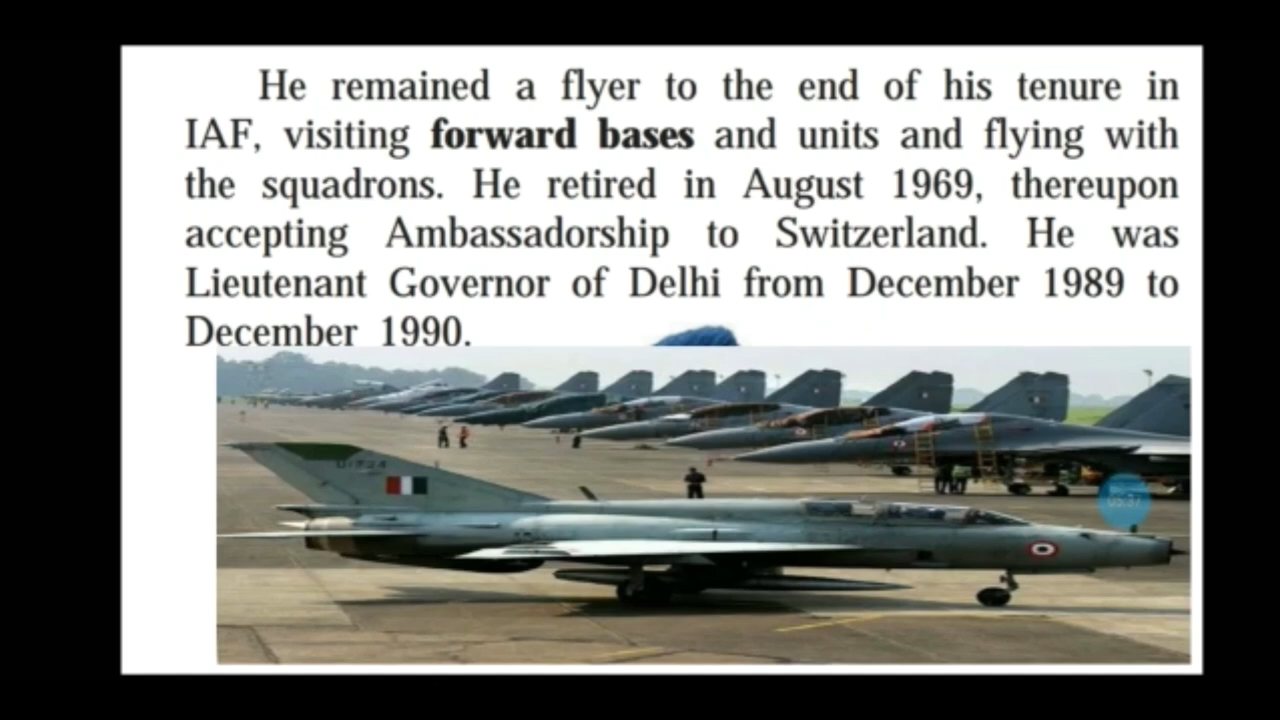 He remained a flyer to the end of his tenure in
IAF, visiting forward bases and units and flying with
the squadrons. He retired in August 1969, thereupon
accepting Ambassadorship to Switzerland. He was
Lieutenant Governor of Delhi from December 1989 to
December 1990.
05:37